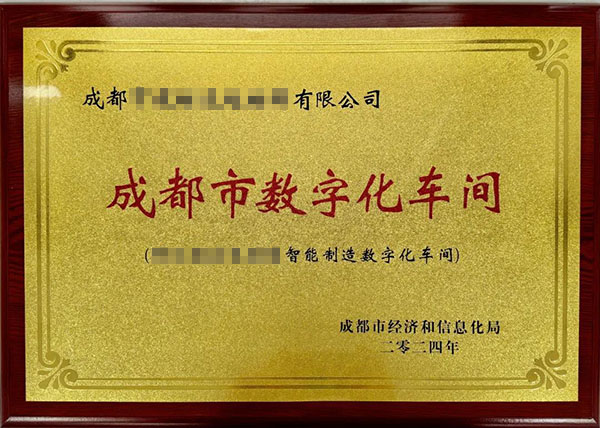 成都 有限公司
成都市数字化车间
( 智能制造数字化车间)
成都市经济和信息化局
二零二四年